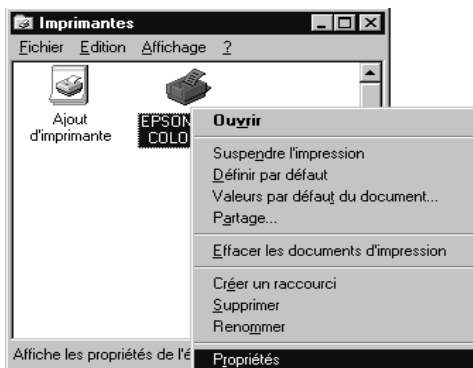 Imprimantes
Fichier Edition Affichage ?
Ajout
d'imprimante
EPSON
COLO
Ouvrir
Suspendre l'impression
Définir par défaut
Valeurs par défaut du document...
Partage...
Effacer les documents d'impression
Créer un raccourci
Supprimer
Renommer
Propriétés
Affiche les propriétés de l'é